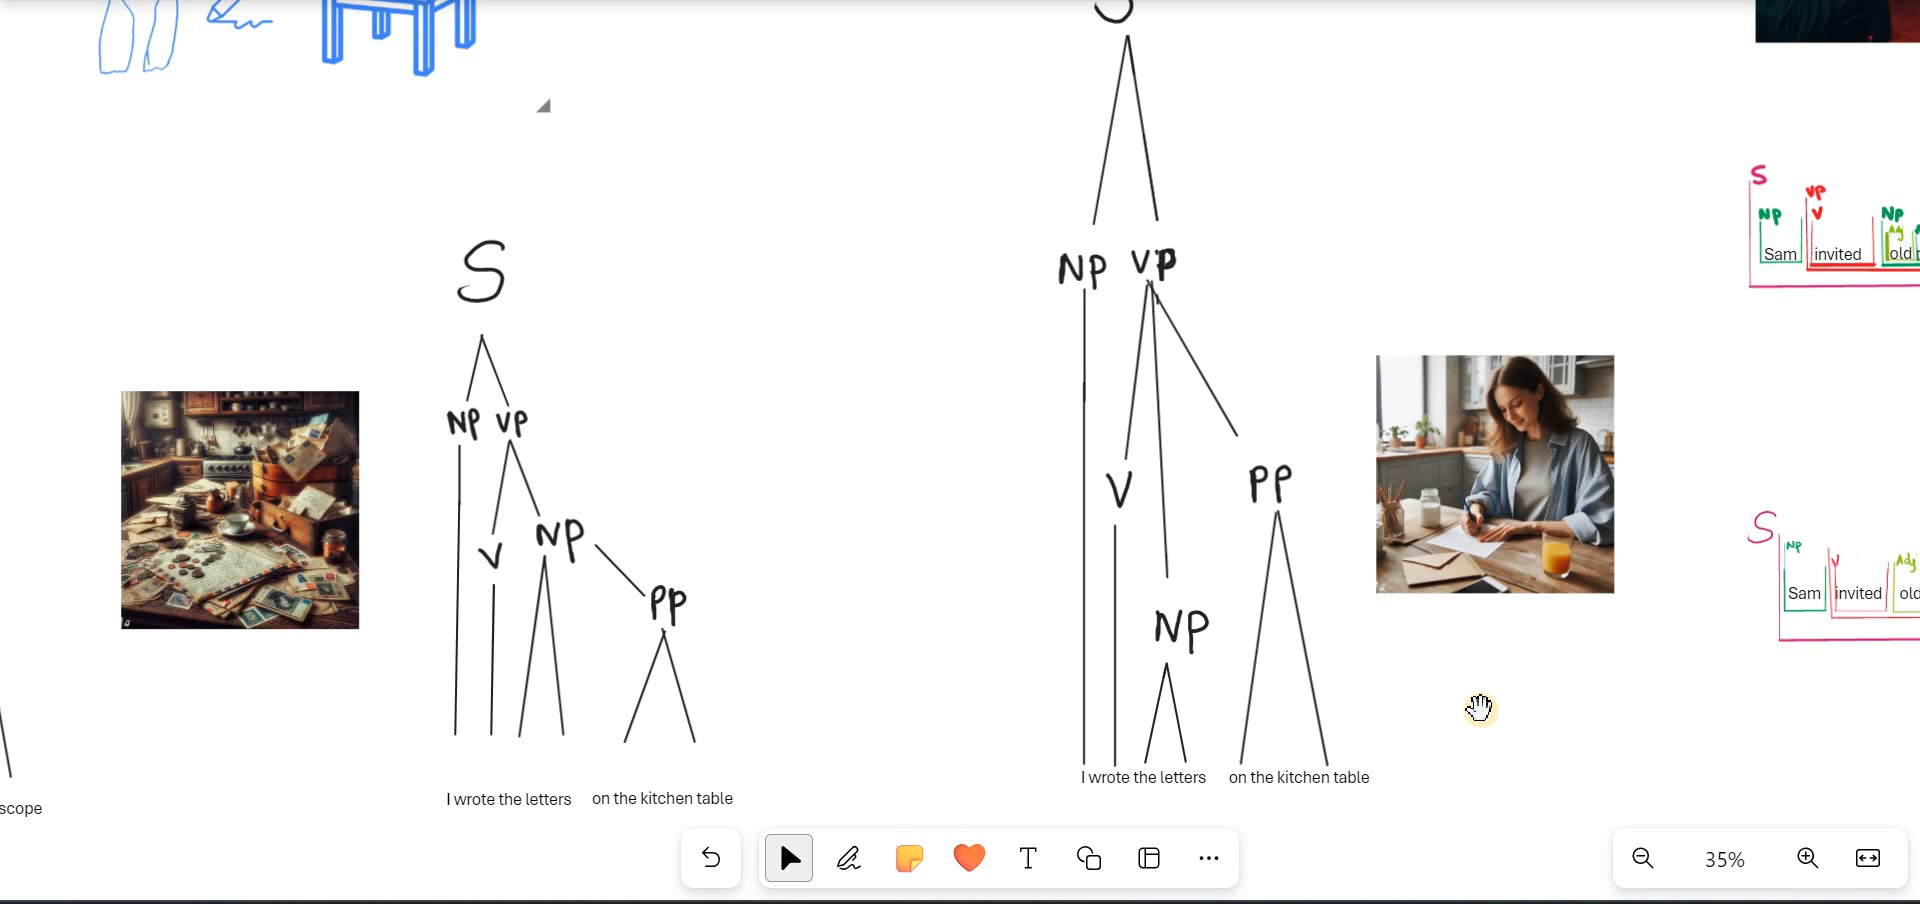 S
NP VP
V NP
PP
I wrote the letters on the kitchen table
NP VP
V PP
NP
I wrote the letters on the kitchen table
S
VP
NP V NP
Adj
Sam invited old
S
NP V Adj
Sam invited old
scope
35%